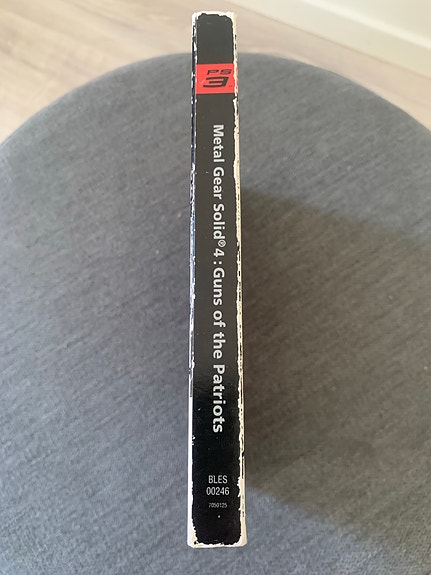 PS3
Metal Gear Solid® 4 : Guns of the Patriots
BLES
00246
7050125